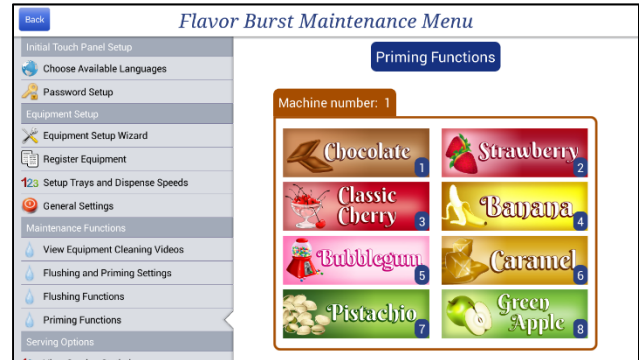 Back
Flavor Burst Maintenance Menu
Initial Touch Panel Setup
Choose Available Languages
Password Setup
Equipment Setup
Equipment Setup Wizard
Register Equipment
123 Setup Trays and Dispense Speeds
General Settings
Maintenance Functions
View Equipment Cleaning Videos
Flushing and Priming Settings
Flushing Functions
Priming Functions
Serving Options
Priming Functions
Machine number: 1
Chocolate 1
Strawberry 2
Classic
Cherry 3
Banana 4
Bubblegum 5
Caramel 6
Pistachio 7
Green
Apple 8